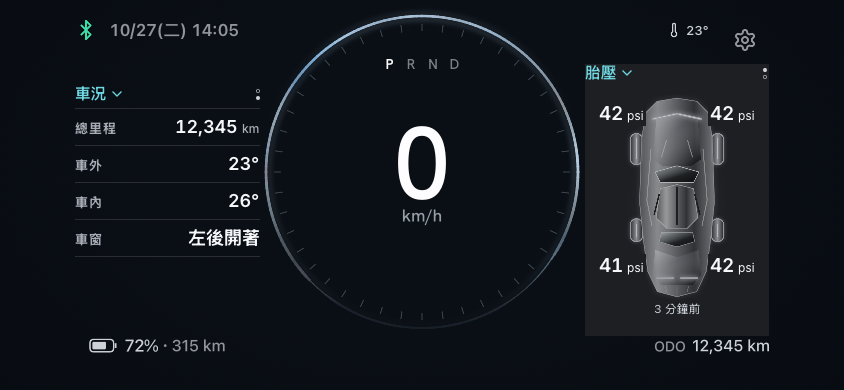 10/27(二) 14:05
23°
P R N D
車況
總里程 12,345 km
車外 23°
車內 26°
車窗 左後開著
0
km/h
胎壓
42 psi 42 psi
41 psi 42 psi
3 分鐘前
72% · 315 km
ODO 12,345 km